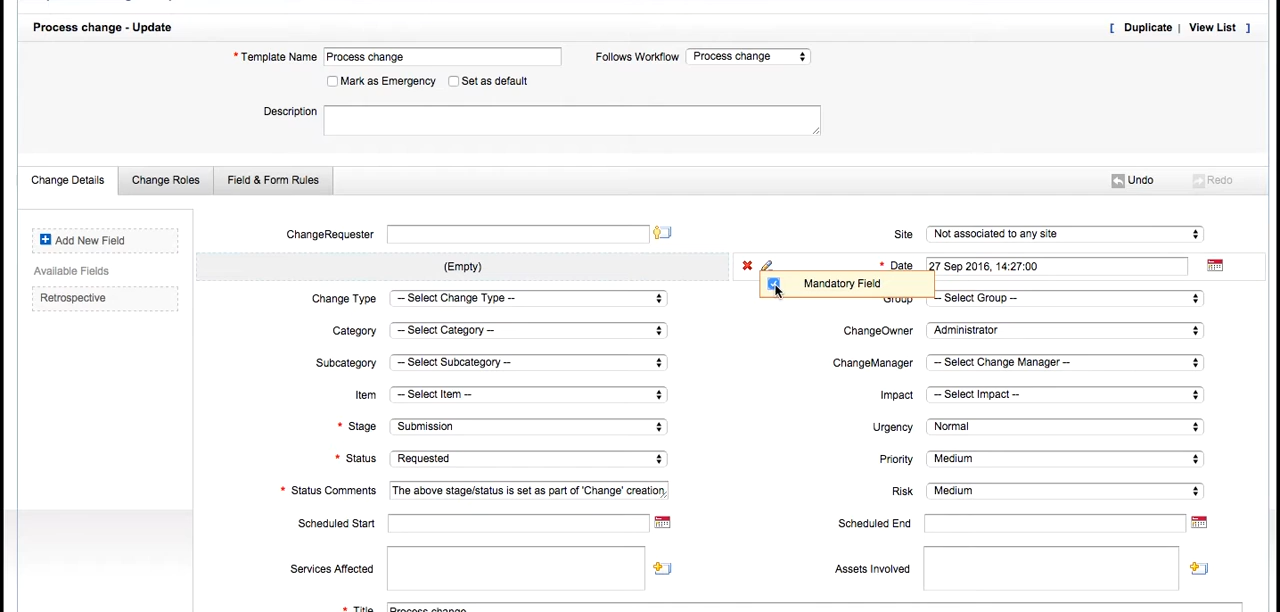 Process change - Update
[ Duplicate | View List ]
* Template Name Process change Follows Workflow Process change
Mark as Emergency Set as default
Description
Change Details Change Roles Field & Form Rules Undo Redo
Add New Field
Available Fields
Retrospective
ChangeRequester Site Not associated to any site
(Empty) * Date 27 Sep 2016, 14:27:00
Mandatory Field
Change Type -- Select Change Type -- Group -- Select Group --
Category -- Select Category -- ChangeOwner Administrator
Subcategory -- Select Subcategory -- ChangeManager -- Select Change Manager --
Item -- Select Item -- Impact -- Select Impact --
* Stage Submission Urgency Normal
* Status Requested Priority Medium
* Status Comments The above stage/status is set as part of 'Change' creation Risk Medium
Scheduled Start Scheduled End
Services Affected Assets Involved
* Title Process change